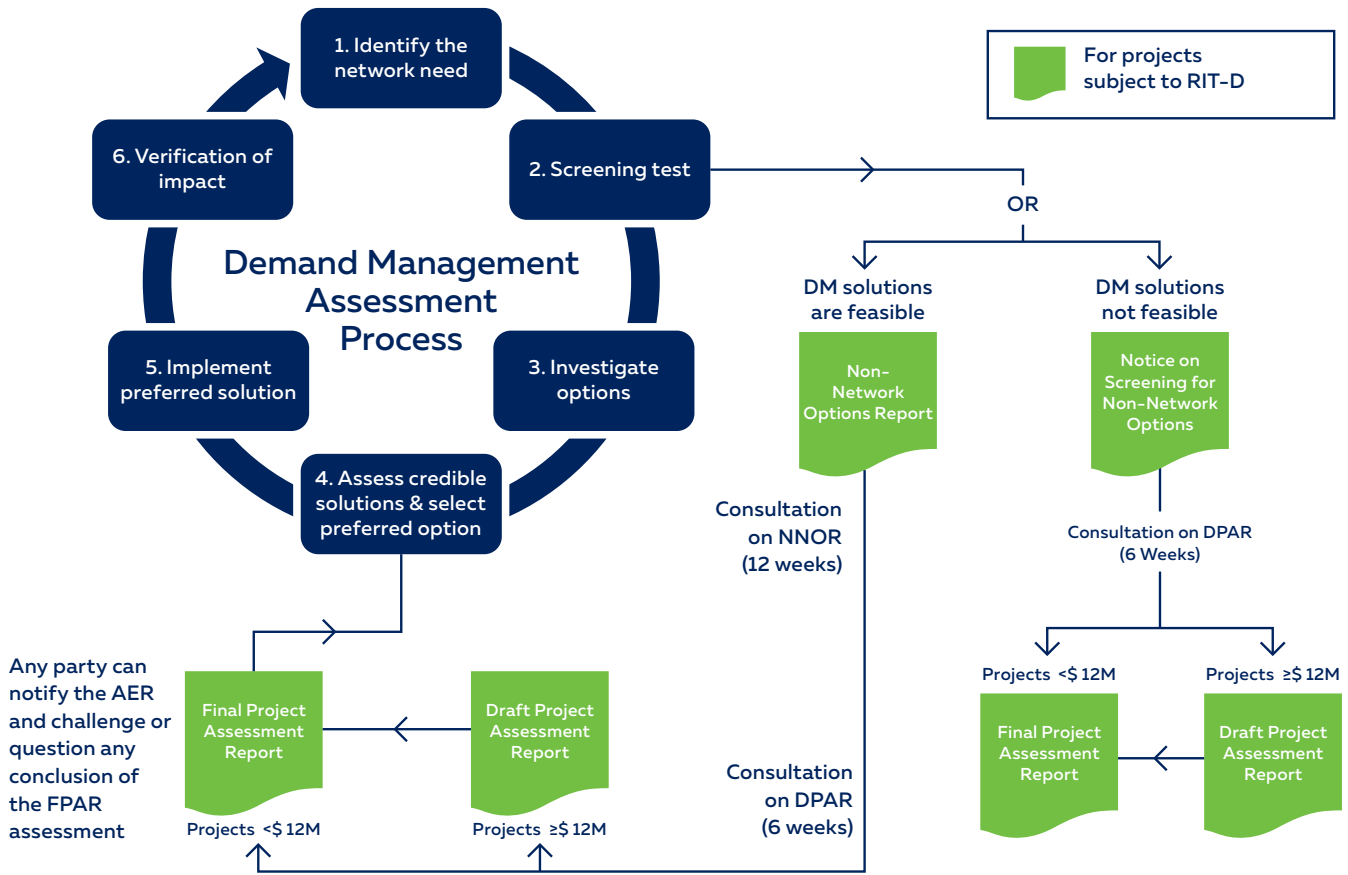 1. Identify the
network need
For projects
subject to RIT-D
6. Verification of
impact
2. Screening test
OR
Demand Management
Assessment
Process
DM solutions
are feasible
DM solutions
not feasible
5. Implement
preferred solution
3. Investigate
options
Non-
Network
Options Report
Notice on
Screening for
Non-Network
Options
4. Assess credible
solutions & select
preferred option
Consultation
on NNOR
(12 weeks)
Consultation on DPAR
(6 Weeks)
Any party can
notify the AER
and challenge or
question any
conclusion of
the FPAR
assessment
Final Project
Assessment
Report
Projects <$ 12M
Draft Project
Assessment
Report
Projects ≥$ 12M
Consultation
on DPAR
(6 weeks)
Projects <$ 12M
Final Project
Assessment
Report
Projects ≥$ 12M
Draft Project
Assessment
Report